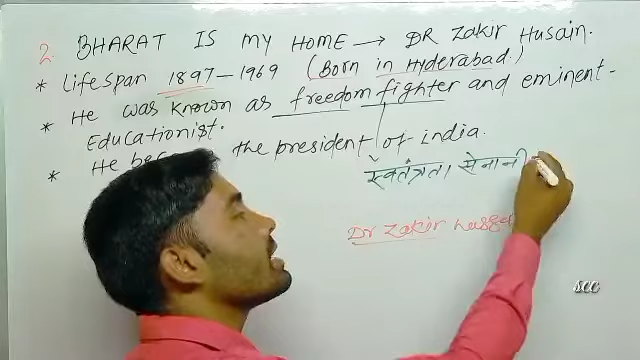 2. BHARAT IS MY HOME → DR Zakir Husain.
* Lifespan 1897 – 1969 (Born in Hyderabad.)
* He was known as freedom fighter and eminent
Educationist.
* He the president of india.
स्वतंत्रता सेनानी
Dr Zakir
SCC